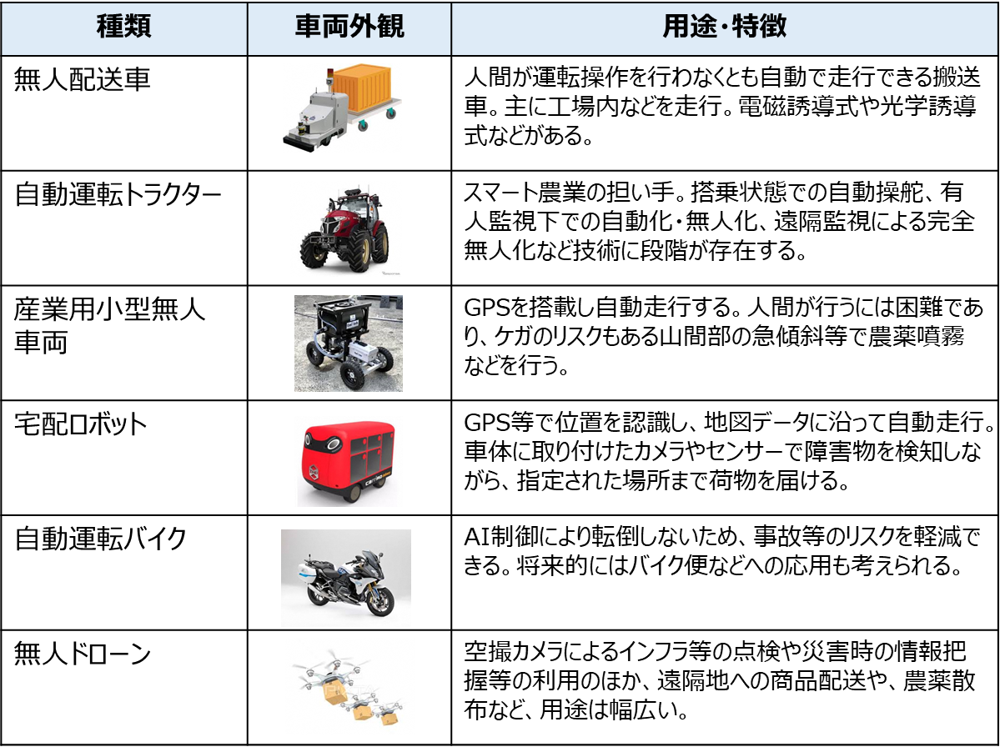 種類
車両外観
用途・特徴
無人配送車
人間が運転操作を行わなくとも自動で走行できる搬送
車。主に工場内などを走行。電磁誘導式や光学誘導
式などがある。
自動運転トラクター
スマート農業の担い手。搭乗状態での自動操舵、有
人監視下での自動化・無人化、遠隔監視による完全
無人化など技術に段階が存在する。
産業用小型無人
車両
GPSを搭載し自動走行する。人間が行うには困難であ
り、ケガのリスクもある山間部の急傾斜等で農薬噴霧
などを行う。
宅配ロボット
GPS等で位置を認識し、地図データに沿って自動走行。
車体に取り付けたカメラやセンサーで障害物を検知しな
がら、指定された場所まで荷物を届ける。
自動運転バイク
AI制御により転倒しないため、事故等のリスクを軽減で
きる。将来的にはバイク便などへの応用も考えられる。
無人ドローン
空撮カメラによるインフラ等の点検や災害時の情報把
握等の利用のほか、遠隔地への商品配送や、農薬散
布など、用途は幅広い。